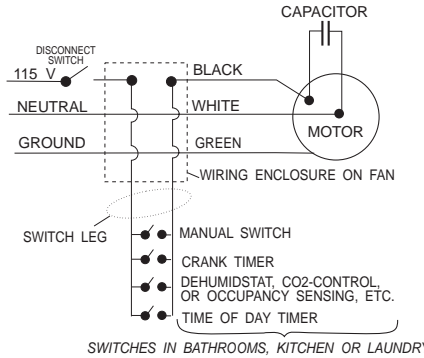 CAPACITOR
DISCONNECT
SWITCH
115 V
BLACK
NEUTRAL
WHITE
MOTOR
GROUND
GREEN
WIRING ENCLOSURE ON FAN
SWITCH LEG
MANUAL SWITCH
CRANK TIMER
DEHUMIDSTAT, CO2-CONTROL,
OR OCCUPANCY SENSING, ETC.
TIME OF DAY TIMER
SWITCHES IN BATHROOMS, KITCHEN OR LAUNDRY